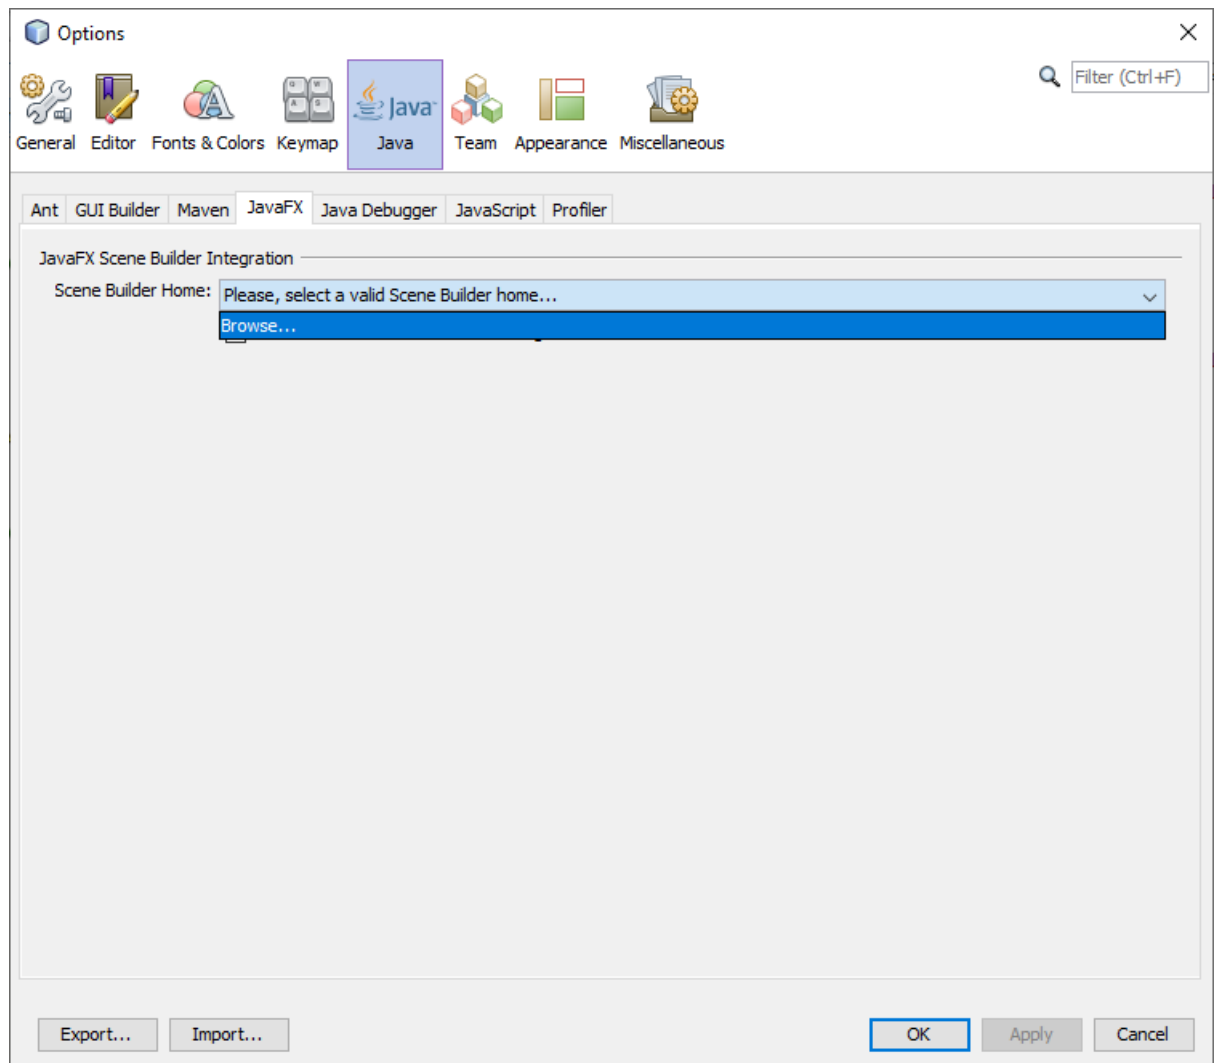 Options
Filter (Ctrl+F)
Java
General Editor Fonts & Colors Keymap Java Team Appearance Miscellaneous
Ant GUI Builder Maven JavaFX Java Debugger JavaScript Profiler
JavaFX Scene Builder Integration
Scene Builder Home: Please, select a valid Scene Builder home...
Browse...
Export... Import... OK Apply Cancel